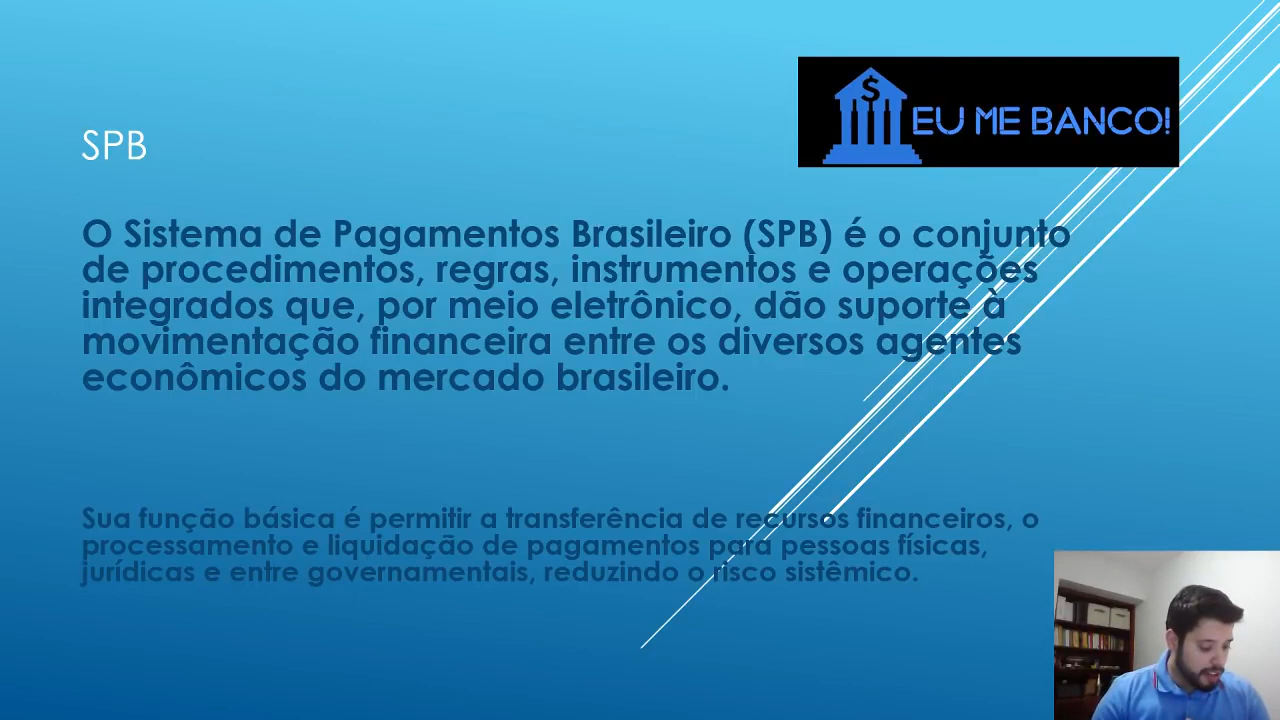 $
EU ME BANCO!
SPB
O Sistema de Pagamentos Brasileiro (SPB) é o conjunto
de procedimentos, regras, instrumentos e operações
integrados que, por meio eletrônico, dão suporte à
movimentação financeira entre os diversos agentes
econômicos do mercado brasileiro.
Sua função básica é permitir a transferência de recursos financeiros, o
processamento e liquidação de pagamentos para pessoas físicas,
jurídicas e entre governamentais, reduzindo o risco sistêmico.